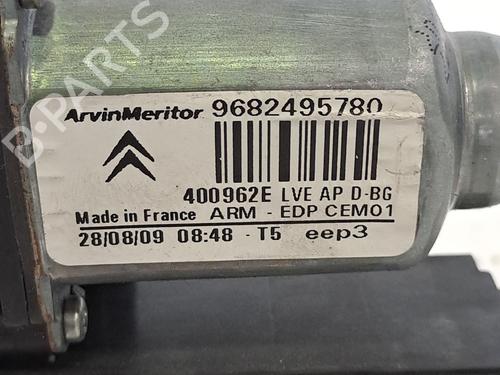 D-PARTS
ArvinMeritor 9682495780
400962E LVE AP D-BG
Made in France ARM - EDP CEM01
28/08/09 08:48 - T5 eep3